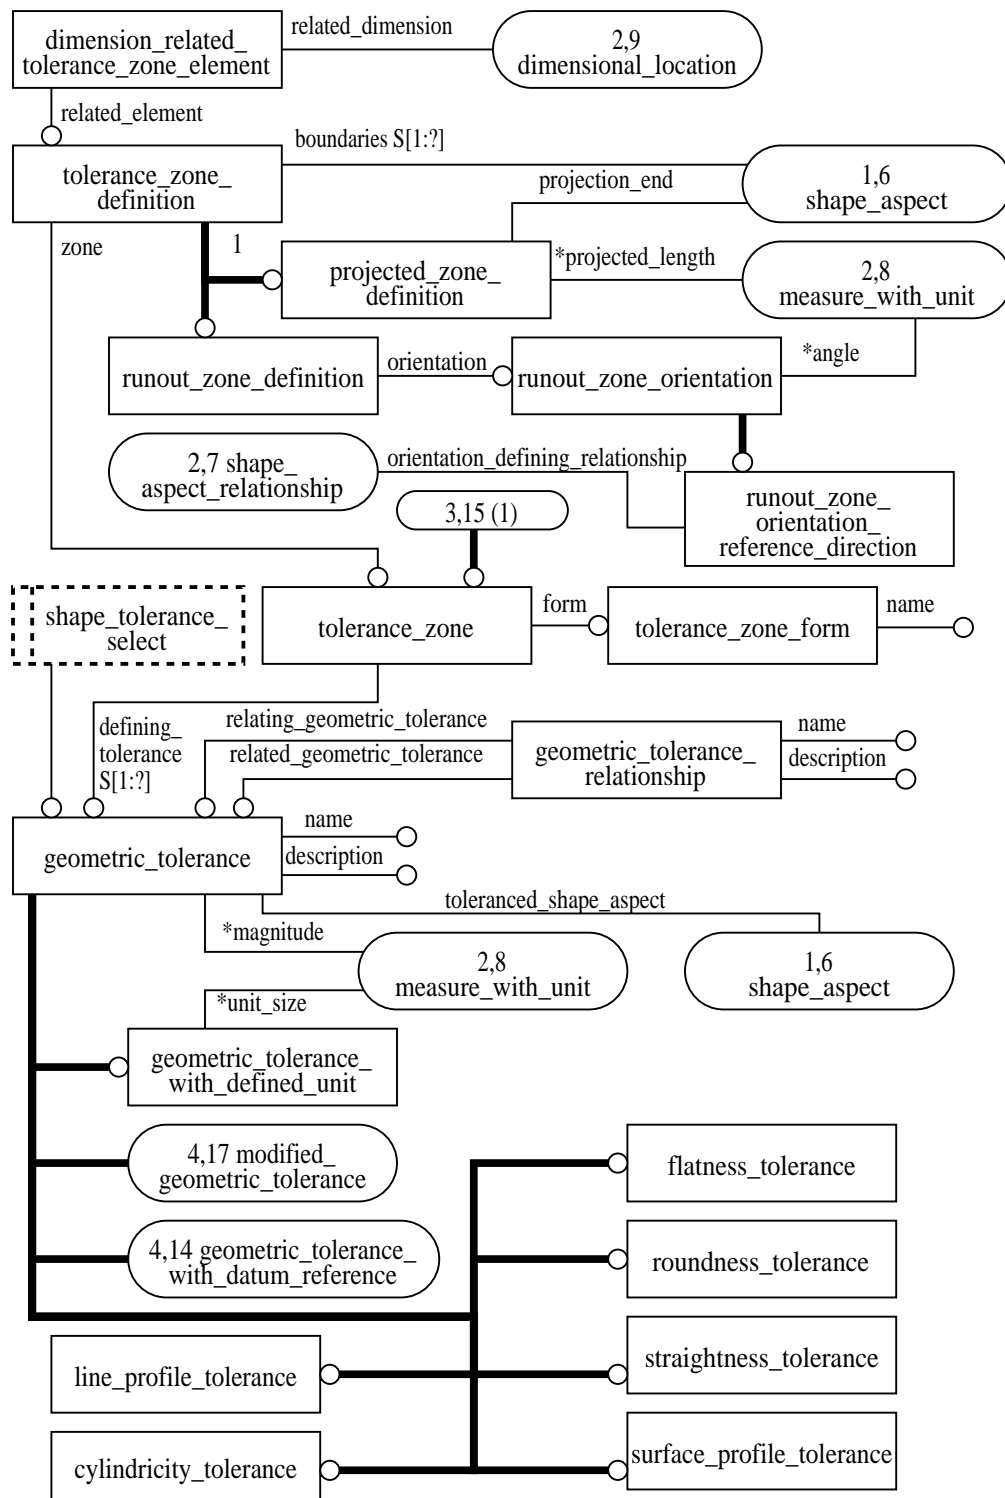 dimension_related_
tolerance_zone_element
related_dimension
2,9
dimensional_location
related_element
boundaries S[1:?]
tolerance_zone_
definition
projection_end
1,6
shape_aspect
zone
1
projected_zone_
definition
*projected_length
2,8
measure_with_unit
runout_zone_definition
orientation
runout_zone_orientation
*angle
2,7 shape_
aspect_relationship
orientation_defining_relationship
runout_zone_
orientation_
reference_direction
3,15 (1)
shape_tolerance_
select
tolerance_zone
form
tolerance_zone_form
name
defining_
tolerance
S[1:?]
relating_geometric_tolerance
related_geometric_tolerance
geometric_tolerance_
relationship
name
description
geometric_tolerance
name
description
toleranced_shape_aspect
*magnitude
2,8
measure_with_unit
1,6
shape_aspect
*unit_size
geometric_tolerance_
with_defined_unit
4,17 modified_
geometric_tolerance
flatness_tolerance
4,14 geometric_tolerance_
with_datum_reference
roundness_tolerance
line_profile_tolerance
straightness_tolerance
cylindricity_tolerance
surface_profile_tolerance